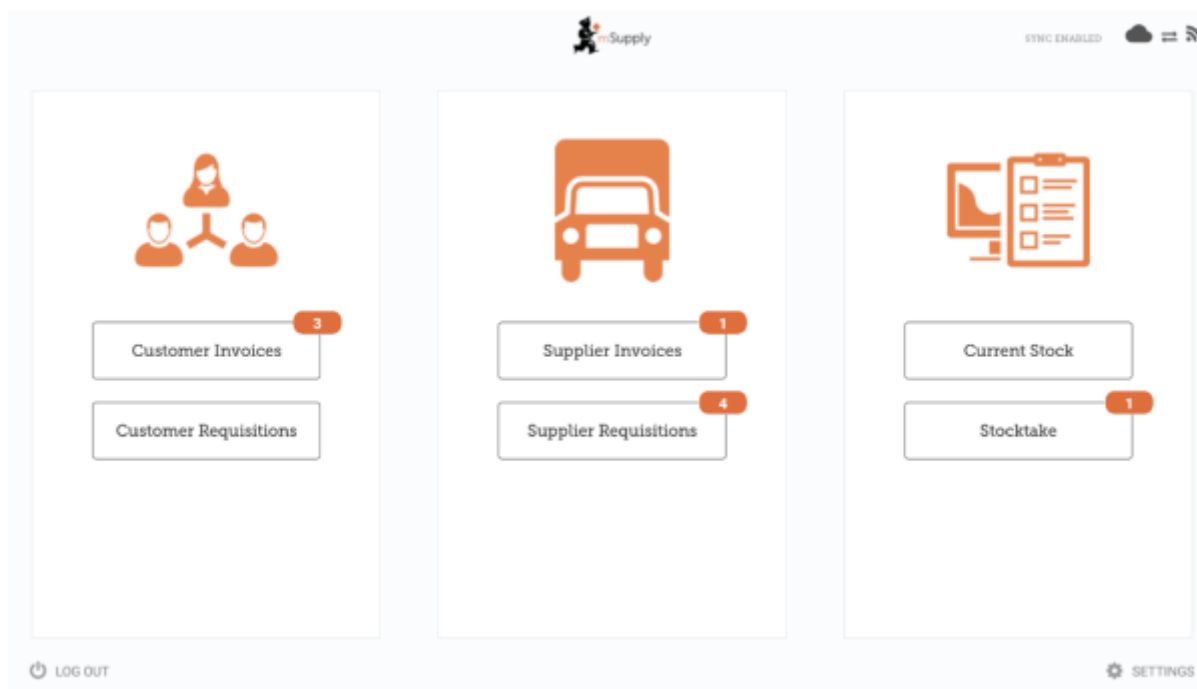 mSupply
SYNC ENABLED
3
Customer Invoices
Customer Requisitions
1
Supplier Invoices
4
Supplier Requisitions
Current Stock
1
Stocktake
LOG OUT
SETTINGS